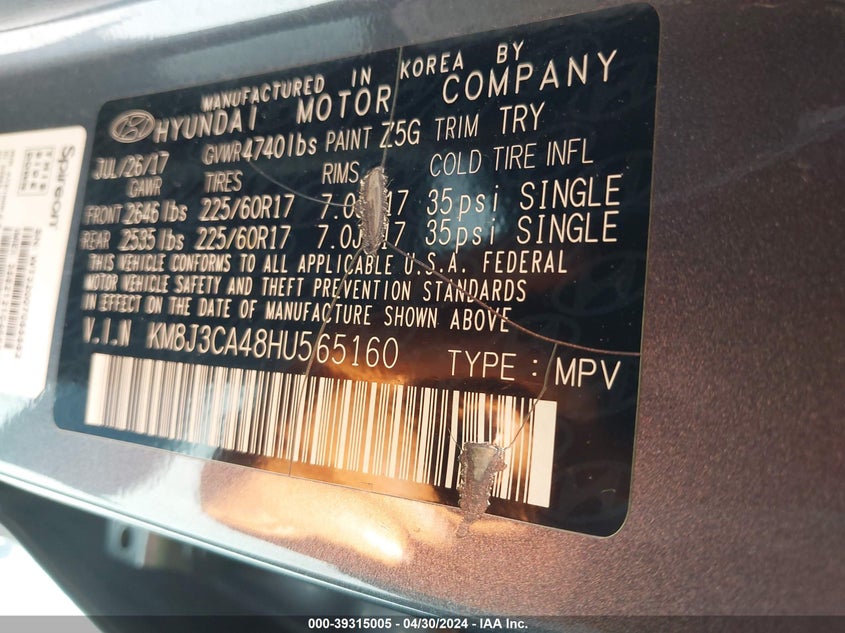 MANUFACTURED IN KOREA BY
HYUNDAI MOTOR COMPANY
JUL/26/17 GVWR 4740lbs PAINT Z5G TRIM TRY
GAWR TIRES RIMS COLD TIRE INFL
FRONT 2646 lbs 225/60R17 17 35psi SINGLE
REAR 2535 lbs 225/60R17 7.0J 17 35psi SINGLE
THIS VEHICLE CONFORMS TO ALL APPLICABLE U.S.A. FEDERAL
MOTOR VEHICLE SAFETY AND THEFT PREVENTION STANDARDS
IN EFFECT ON THE DATE OF MANUFACTURE SHOWN ABOVE
V.I.N KM8J3CA48HU565160 TYPE : MPV
Spireon
000-39315005 - 04/30/2024 - IAA Inc.